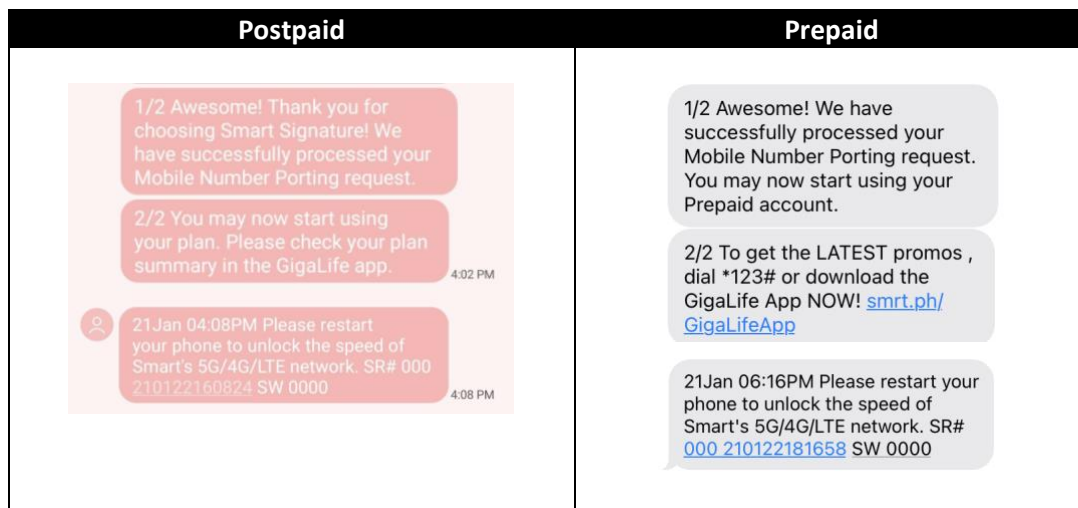 Postpaid
Prepaid
1/2 Awesome! Thank you for
choosing Smart Signature! We
have successfully processed your
Mobile Number Porting request.
2/2 You may now start using
your plan. Please check your plan
summary in the GigaLife app.
4:02 PM
21Jan 04:08PM Please restart
your phone to unlock the speed of
Smart's 5G/4G/LTE network. SR# 000
210122160824 SW 0000
4:08 PM
1/2 Awesome! We have
successfully processed your
Mobile Number Porting request.
You may now start using your
Prepaid account.
2/2 To get the LATEST promos ,
dial *123# or download the
GigaLife App NOW! smrt.ph/
GigaLifeApp
21Jan 06:16PM Please restart your
phone to unlock the speed of
Smart's 5G/4G/LTE network. SR#
000 210122181658 SW 0000